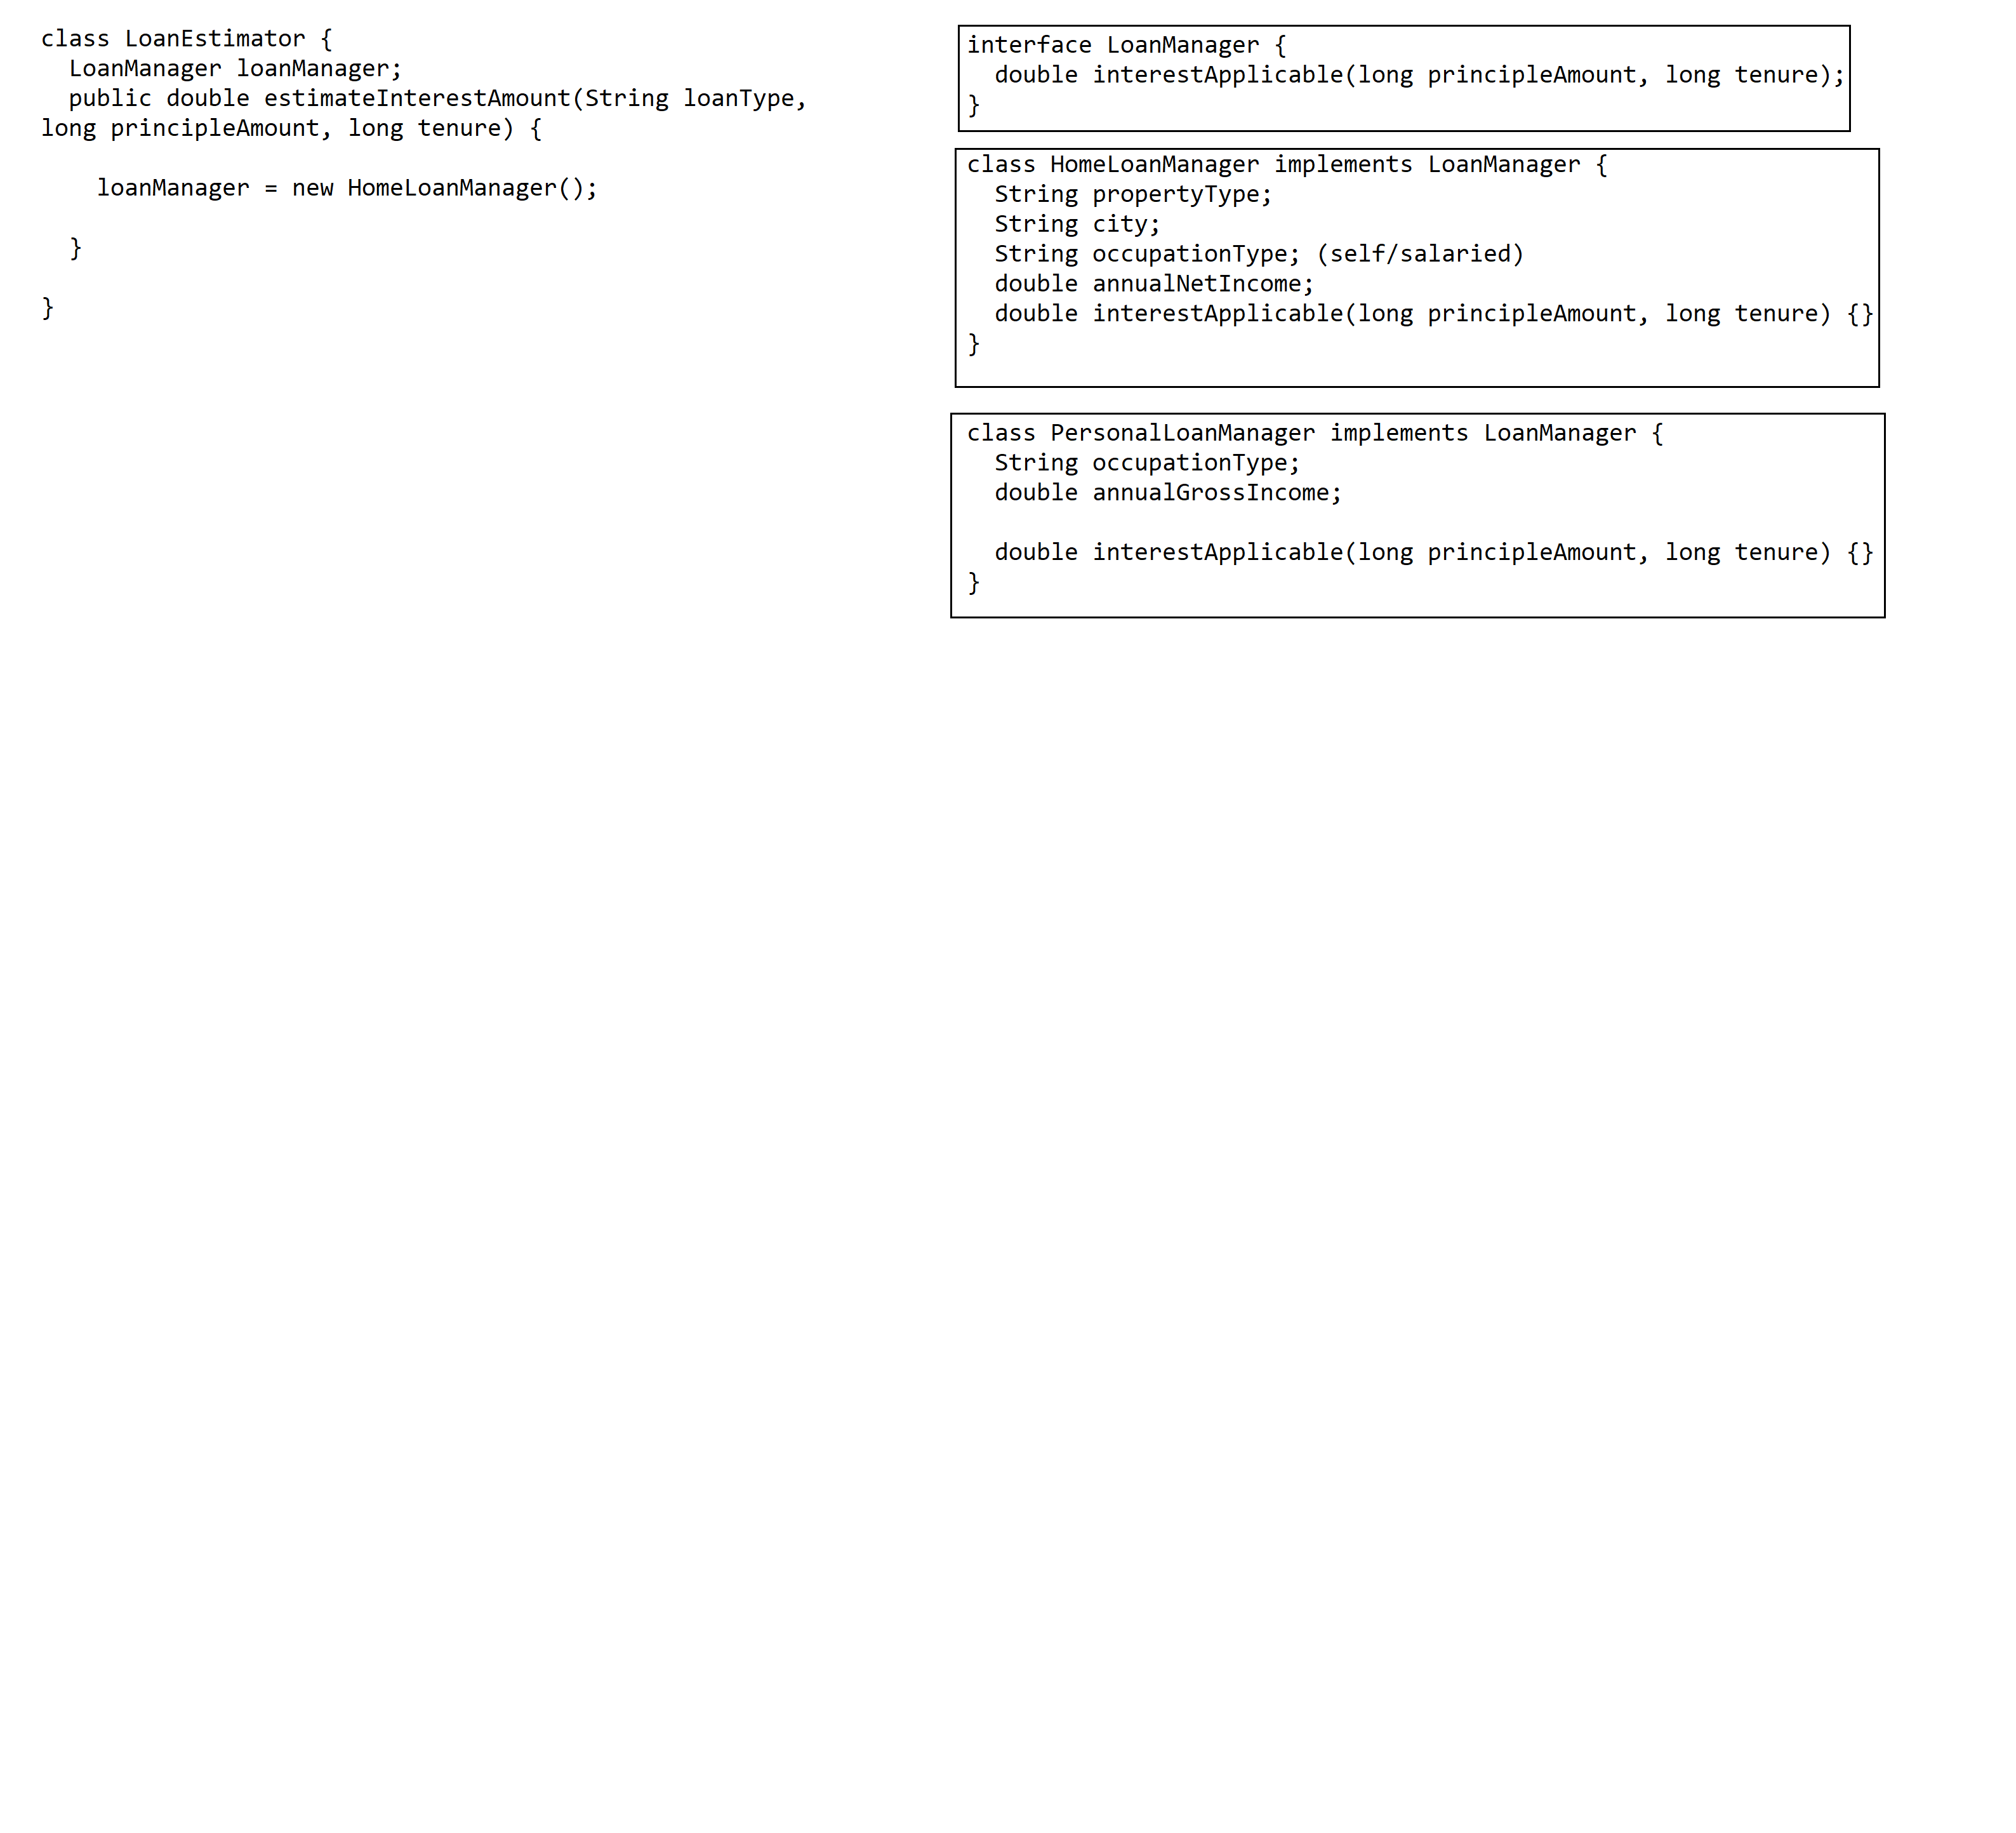 class LoanEstimator {
  LoanManager loanManager;
  public double estimateInterestAmount(String loanType,
long principleAmount, long tenure) {
    loanManager = new HomeLoanManager();
  }
}
interface LoanManager {
  double interestApplicable(long principleAmount, long tenure);
}
class HomeLoanManager implements LoanManager {
  String propertyType;
  String city;
  String occupationType; (self/salaried)
  double annualNetIncome;
  double interestApplicable(long principleAmount, long tenure) {}
}
class PersonalLoanManager implements LoanManager {
  String occupationType;
  double annualGrossIncome;
  double interestApplicable(long principleAmount, long tenure) {}
}